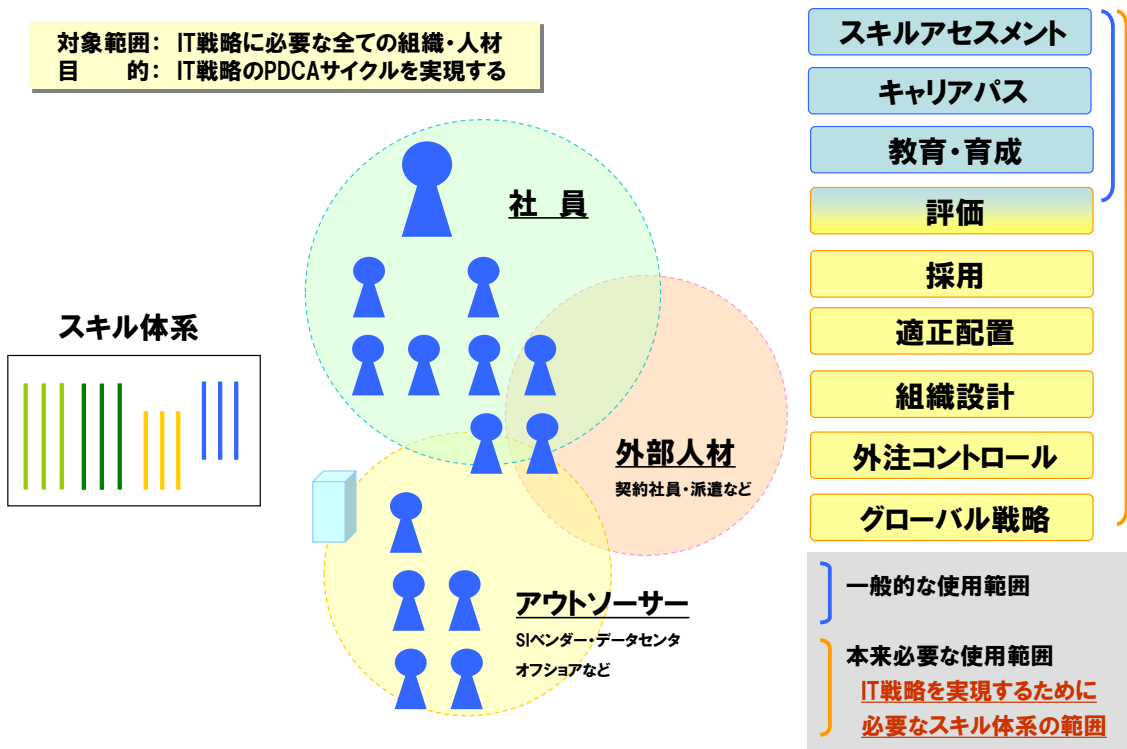 対象範囲： IT戦略に必要な全ての組織・人材
目　　的： IT戦略のPDCAサイクルを実現する
スキル体系
社　員
外部人材
契約社員・派遣など
アウトソーサー
SIベンダー・データセンタ
オフショアなど
スキルアセスメント
キャリアパス
教育・育成
評価
採用
適正配置
組織設計
外注コントロール
グローバル戦略
一般的な使用範囲
本来必要な使用範囲
IT戦略を実現するために
必要なスキル体系の範囲